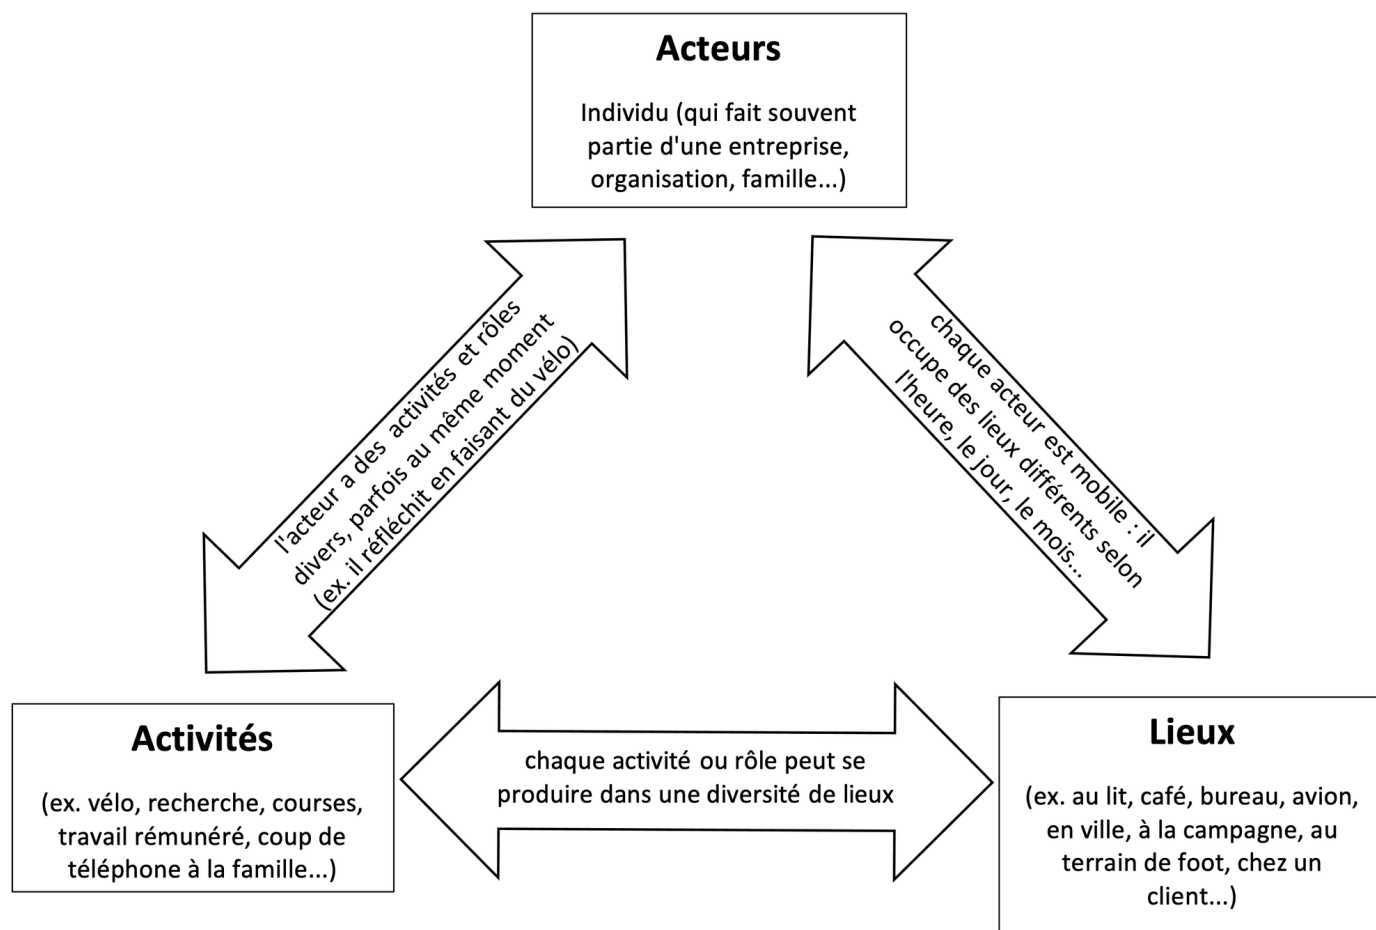 Acteurs
Individu (qui fait souvent
partie d'une entreprise,
organisation, famille...)
l'acteur a des activités et rôles
divers, parfois au même moment
(ex. il réfléchit en faisant du vélo)
chaque acteur est mobile : il
occupe des lieux différents selon
l'heure, le jour, le mois...
Activités
(ex. vélo, recherche, courses,
travail rémunéré, coup de
téléphone à la famille...)
chaque activité ou rôle peut se
produire dans une diversité de lieux
Lieux
(ex. au lit, café, bureau, avion,
en ville, à la campagne, au
terrain de foot, chez un
client...)